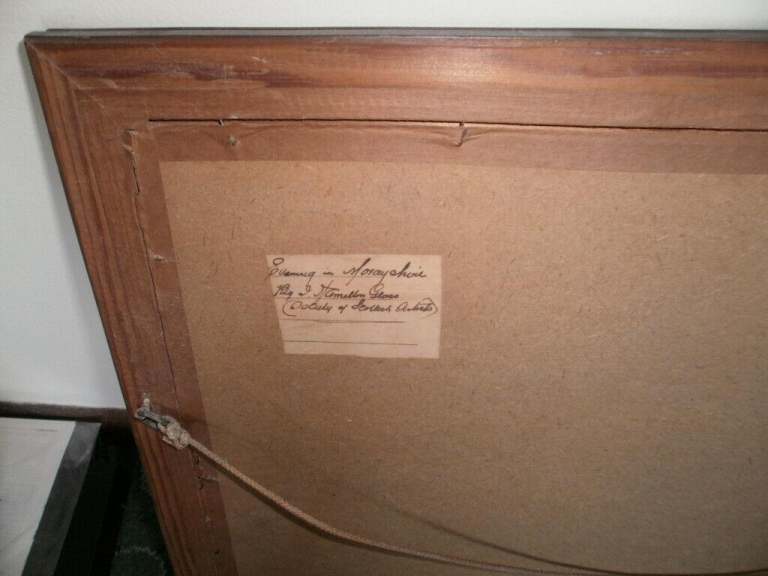 Evening in Morayshire
by J. Hamilton Glass
(Society of Scottish Artists)